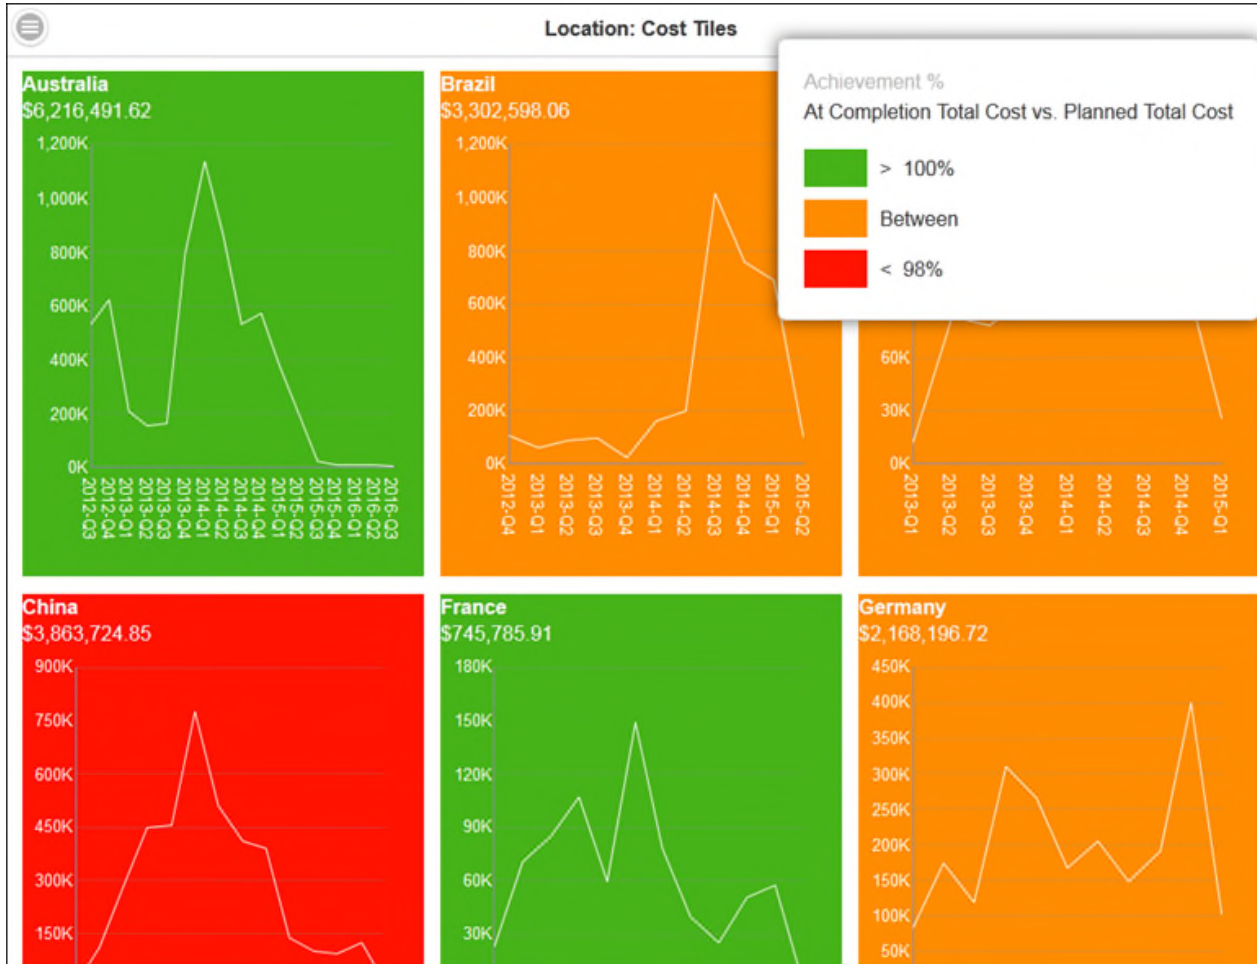 Location: Cost Tiles
Achievement %
At Completion Total Cost vs. Planned Total Cost
> 100%
Between
< 98%
Australia
$6,216,491.62
1,200K
1,000K
800K
600K
400K
200K
0K
2012-Q3
2012-Q4
2013-Q1
2013-Q2
2013-Q3
2013-Q4
2014-Q1
2014-Q2
2014-Q3
2014-Q4
2015-Q1
2015-Q2
2015-Q3
2015-Q4
2016-Q1
2016-Q2
2016-Q3
Brazil
$3,302,598.06
1,200K
1,000K
800K
600K
400K
200K
0K
2012-Q4
2013-Q1
2013-Q2
2013-Q3
2013-Q4
2014-Q1
2014-Q2
2014-Q3
2014-Q4
2015-Q1
2015-Q2
60K
30K
0K
2013-Q1
2013-Q2
2013-Q3
2013-Q4
2014-Q1
2014-Q2
2014-Q3
2014-Q4
2015-Q1
China
$3,863,724.85
900K
750K
600K
450K
300K
150K
France
$745,785.91
180K
150K
120K
90K
60K
30K
Germany
$2,168,196.72
450K
400K
350K
300K
250K
200K
150K
100K
50K